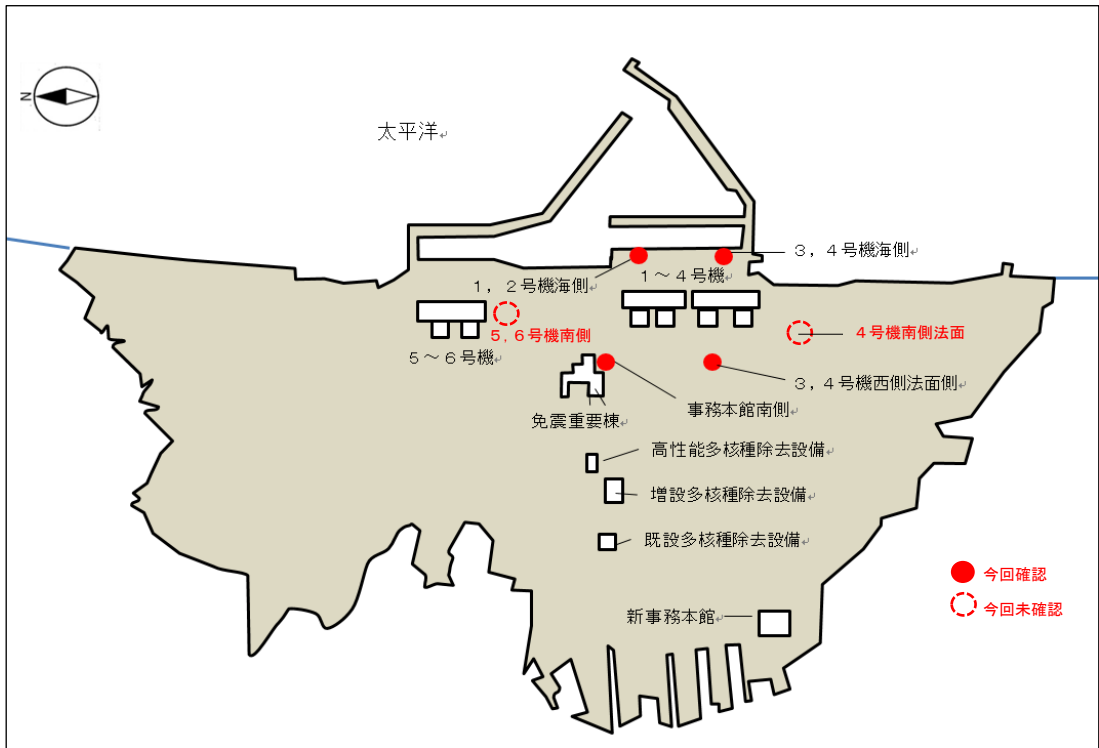 N
太平洋
３，４号機海側
１，２号機海側
１～４号機
５,６号機南側
４号機南側法面
５～６号機
３,４号機西側法面側
事務本館南側
免震重要棟
高性能多核種除去設備
増設多核種除去設備
既設多核種除去設備
今回確認
今回未確認
新事務本館